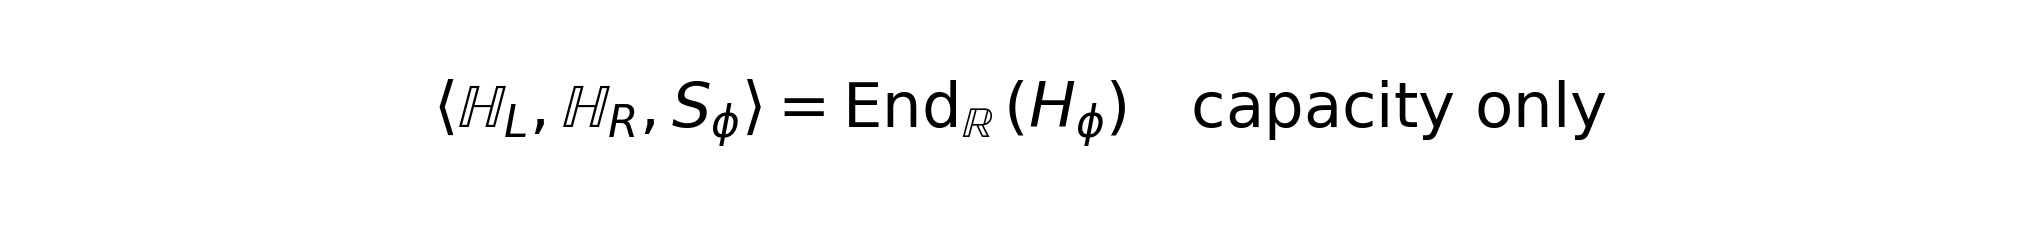 ⟨ℍ_L, ℍ_R, S_ϕ⟩ = End_ℝ (H_ϕ) capacity only